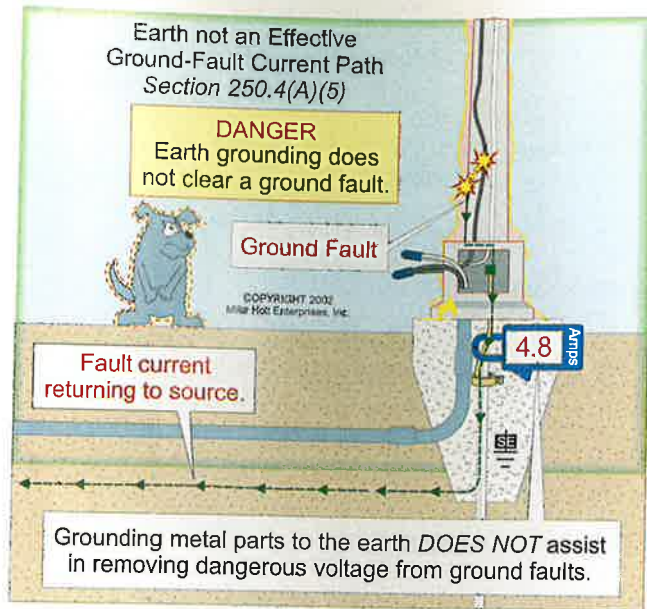 Earth not an Effective
Ground-Fault Current Path
Section 250.4(A)(5)
DANGER
Earth grounding does
not clear a ground fault.
Ground Fault
COPYRIGHT 2002
Mike Holt Enterprises, Inc.
4.8
Amps
Fault current
returning to source.
SE
Grounding metal parts to the earth DOES NOT assist
in removing dangerous voltage from ground faults.